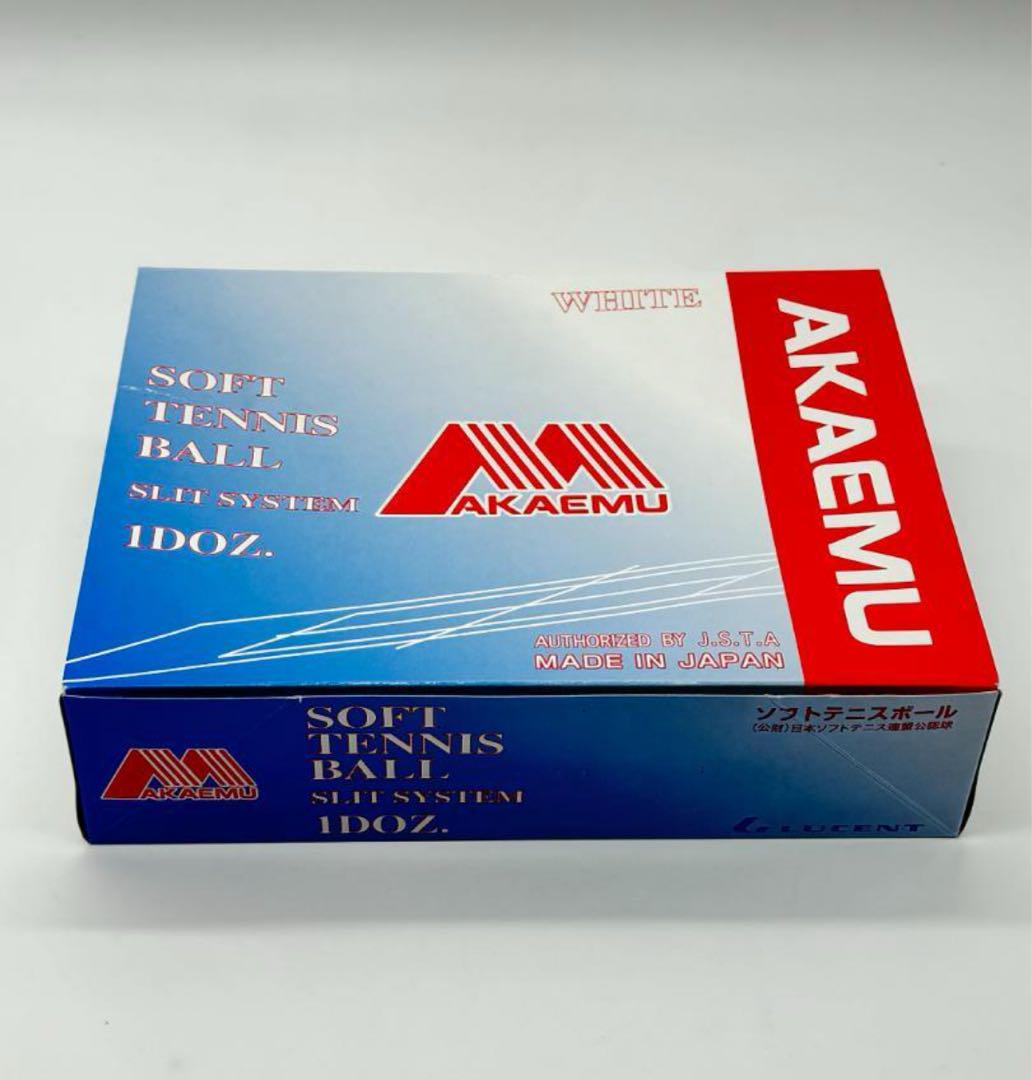 WHITE
AKAEMU
SOFT
TENNIS
BALL
SLIT SYSTEM
1DOZ.
AKAEMU
AUTHORIZED BY J.S.T.A
MADE IN JAPAN
AKAEMU
SOFT
TENNIS
BALL
SLIT SYSTEM
1DOZ.
ソフトテニスボール
(公財)日本ソフトテニス連盟公認球
LUCENT